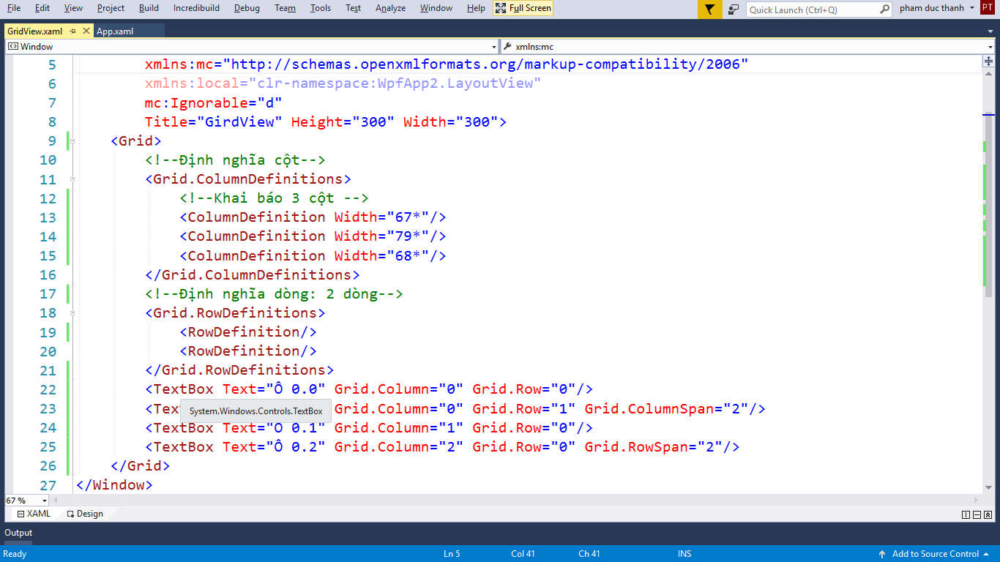 File Edit View Project Build Incredibuild Debug Team Tools Test Analyze Window Help Full Screen Quick Launch (Ctrl+Q) pham duc thanh PT
GridView.xaml App.xaml
Window xmlns:mc
5 xmlns:mc="http://schemas.openxmlformats.org/markup-compatibility/2006"
6 xmlns:local="clr-namespace:WpfApp2.LayoutView"
7 mc:Ignorable="d"
8 Title="GirdView" Height="300" Width="300">
9 <Grid>
10 <!--Định nghĩa cột-->
11 <Grid.ColumnDefinitions>
12 <!--Khai báo 3 cột -->
13 <ColumnDefinition Width="67*"/>
14 <ColumnDefinition Width="79*"/>
15 <ColumnDefinition Width="68*"/>
16 </Grid.ColumnDefinitions>
17 <!--Định nghĩa dòng: 2 dòng-->
18 <Grid.RowDefinitions>
19 <RowDefinition/>
20 <RowDefinition/>
21 </Grid.RowDefinitions>
22 <TextBox Text="Ô 0.0" Grid.Column="0" Grid.Row="0"/>
23 <Tex System.Windows.Controls.TextBox Grid.Column="0" Grid.Row="1" Grid.ColumnSpan="2"/>
24 <TextBox Text="Ô 0.1" Grid.Column="1" Grid.Row="0"/>
25 <TextBox Text="Ô 0.2" Grid.Column="2" Grid.Row="0" Grid.RowSpan="2"/>
26 </Grid>
27 </Window>
67 %
XAML Design
Output
Ready Ln 5 Col 41 Ch 41 INS Add to Source Control